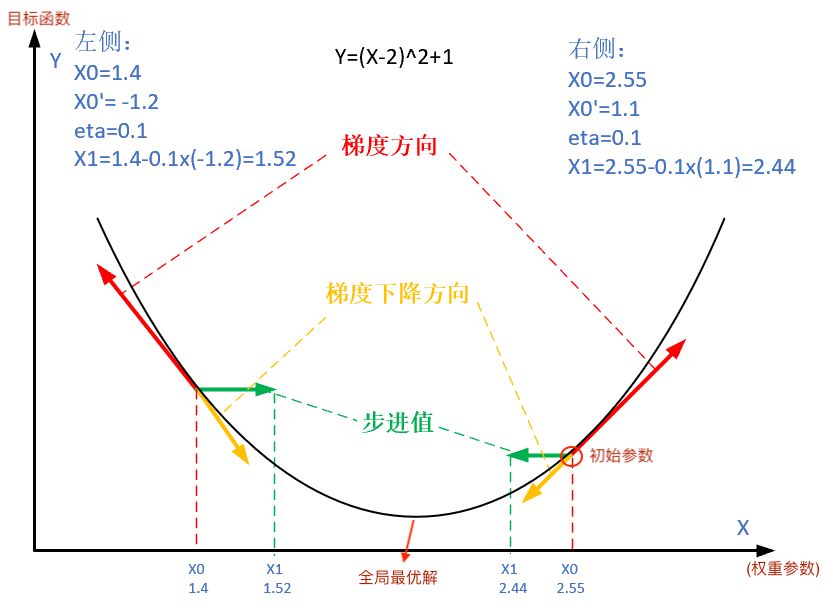 目标函数
Y
左侧：
X0=1.4
X0'= -1.2
eta=0.1
X1=1.4-0.1x(-1.2)=1.52
Y=(X-2)^2+1
右侧：
X0=2.55
X0'=1.1
eta=0.1
X1=2.55-0.1x(1.1)=2.44
梯度方向
梯度下降方向
步进值
初始参数
X
(权重参数)
X0
1.4
X1
1.52
全局最优解
X1
2.44
X0
2.55